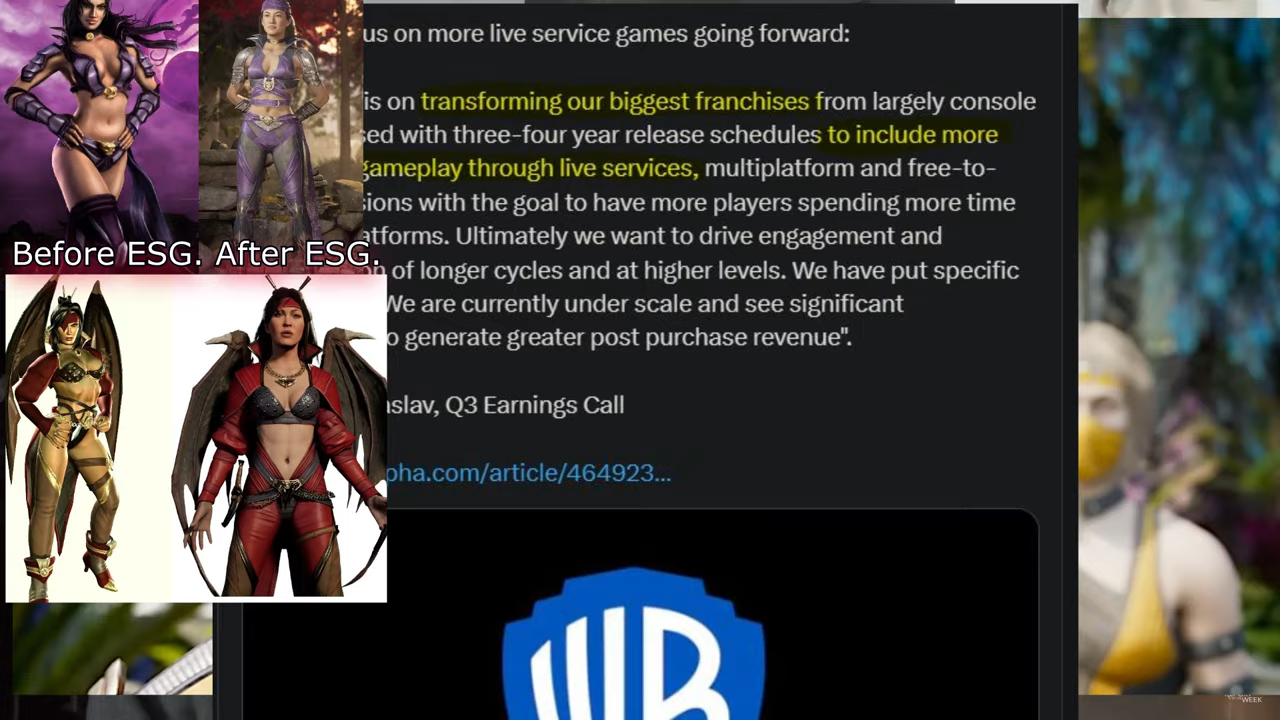 us on more live service games going forward:
is on transforming our biggest franchises from largely console
sed with three-four year release schedules to include more
gameplay through live services, multiplatform and free-to-
sions with the goal to have more players spending more time
atforms. Ultimately we want to drive engagement and
Before ESG. After ESG.
n of longer cycles and at higher levels. We have put specific
We are currently under scale and see significant
o generate greater post purchase revenue".
aslav, Q3 Earnings Call
pha.com/article/464923...
WB
WEEK